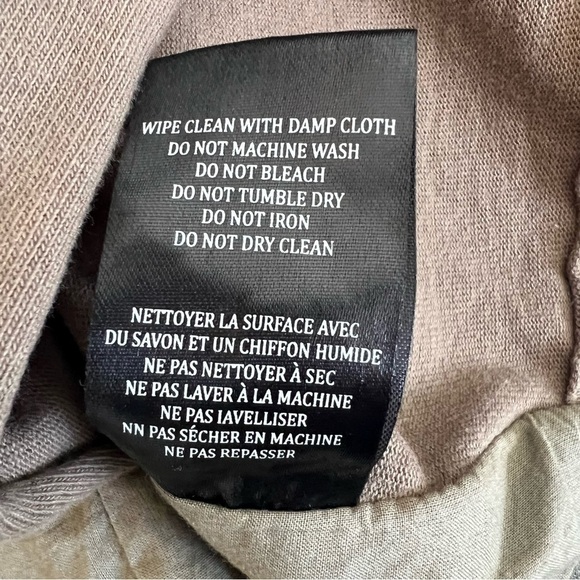 WIPE CLEAN WITH DAMP CLOTH
DO NOT MACHINE WASH
DO NOT BLEACH
DO NOT TUMBLE DRY
DO NOT IRON
DO NOT DRY CLEAN
NETTOYER LA SURFACE AVEC
DU SAVON ET UN CHIFFON HUMIDE
NE PAS NETTOYER À SEC
NE PAS LAVER À LA MACHINE
NE PAS IAVELLISER
NN PAS SÉCHER EN MACHINE
NE PAS REPASSER